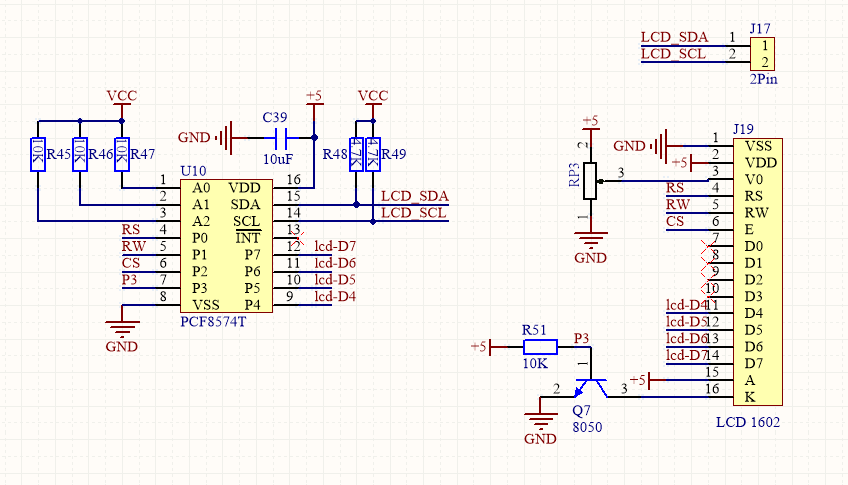 J17
LCD_SDA 1 1
LCD_SCL 2 2
2Pin
VCC
+5
VCC
C39
GND
10uF
10K R45 10K R46 10K R47
R48 4.7K 4.7K R49
U10
1 A0 VDD 16
2 A1 SDA 15 LCD_SDA
3 A2 SCL 14 LCD_SCL
RS 4 P0 INT 13
RW 5 P1 P7 12 lcd-D7
CS 6 P2 P6 11 lcd-D6
P3 7 P3 P5 10 lcd-D5
8 VSS P4 9 lcd-D4
PCF8574T
GND
+5
2
RP3
3
1
GND
J19
GND 1 VSS
+5 2 VDD
3 V0
RS 4 RS
RW 5 RW
CS 6 E
7 D0
8 D1
9 D2
10 D3
lcd-D4 11 D4
lcd-D5 12 D5
lcd-D6 13 D6
lcd-D7 14 D7
+5 15 A
16 K
LCD 1602
R51
+5
10K
P3
1
2
3
Q7
8050
GND